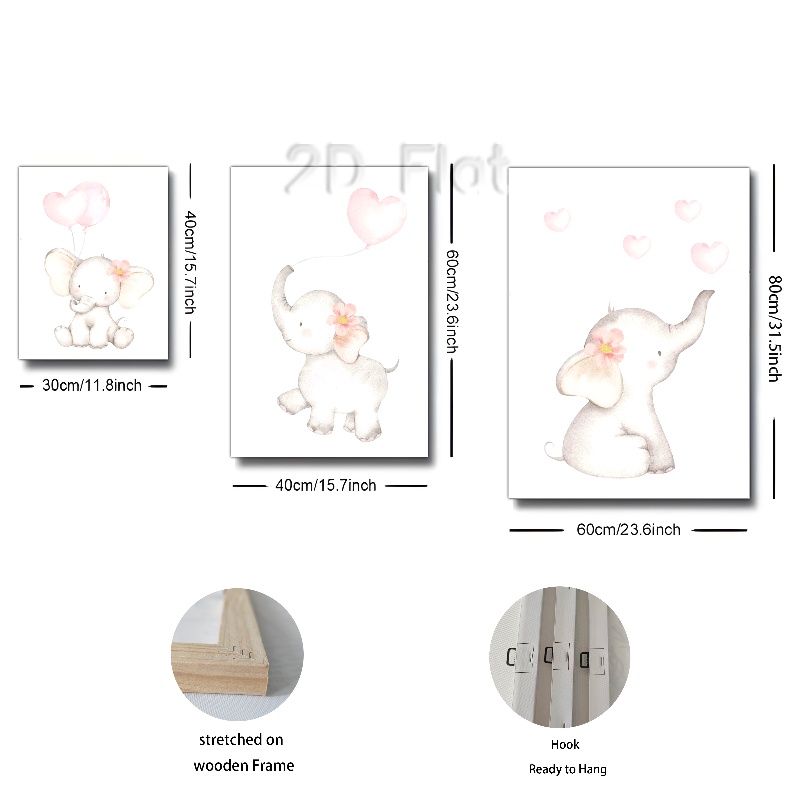 2D Flat
40cm/15.7inch
30cm/11.8inch
60cm/23.6inch
40cm/15.7inch
80cm/31.5inch
60cm/23.6inch
stretched on
wooden Frame
Hook
Ready to Hang